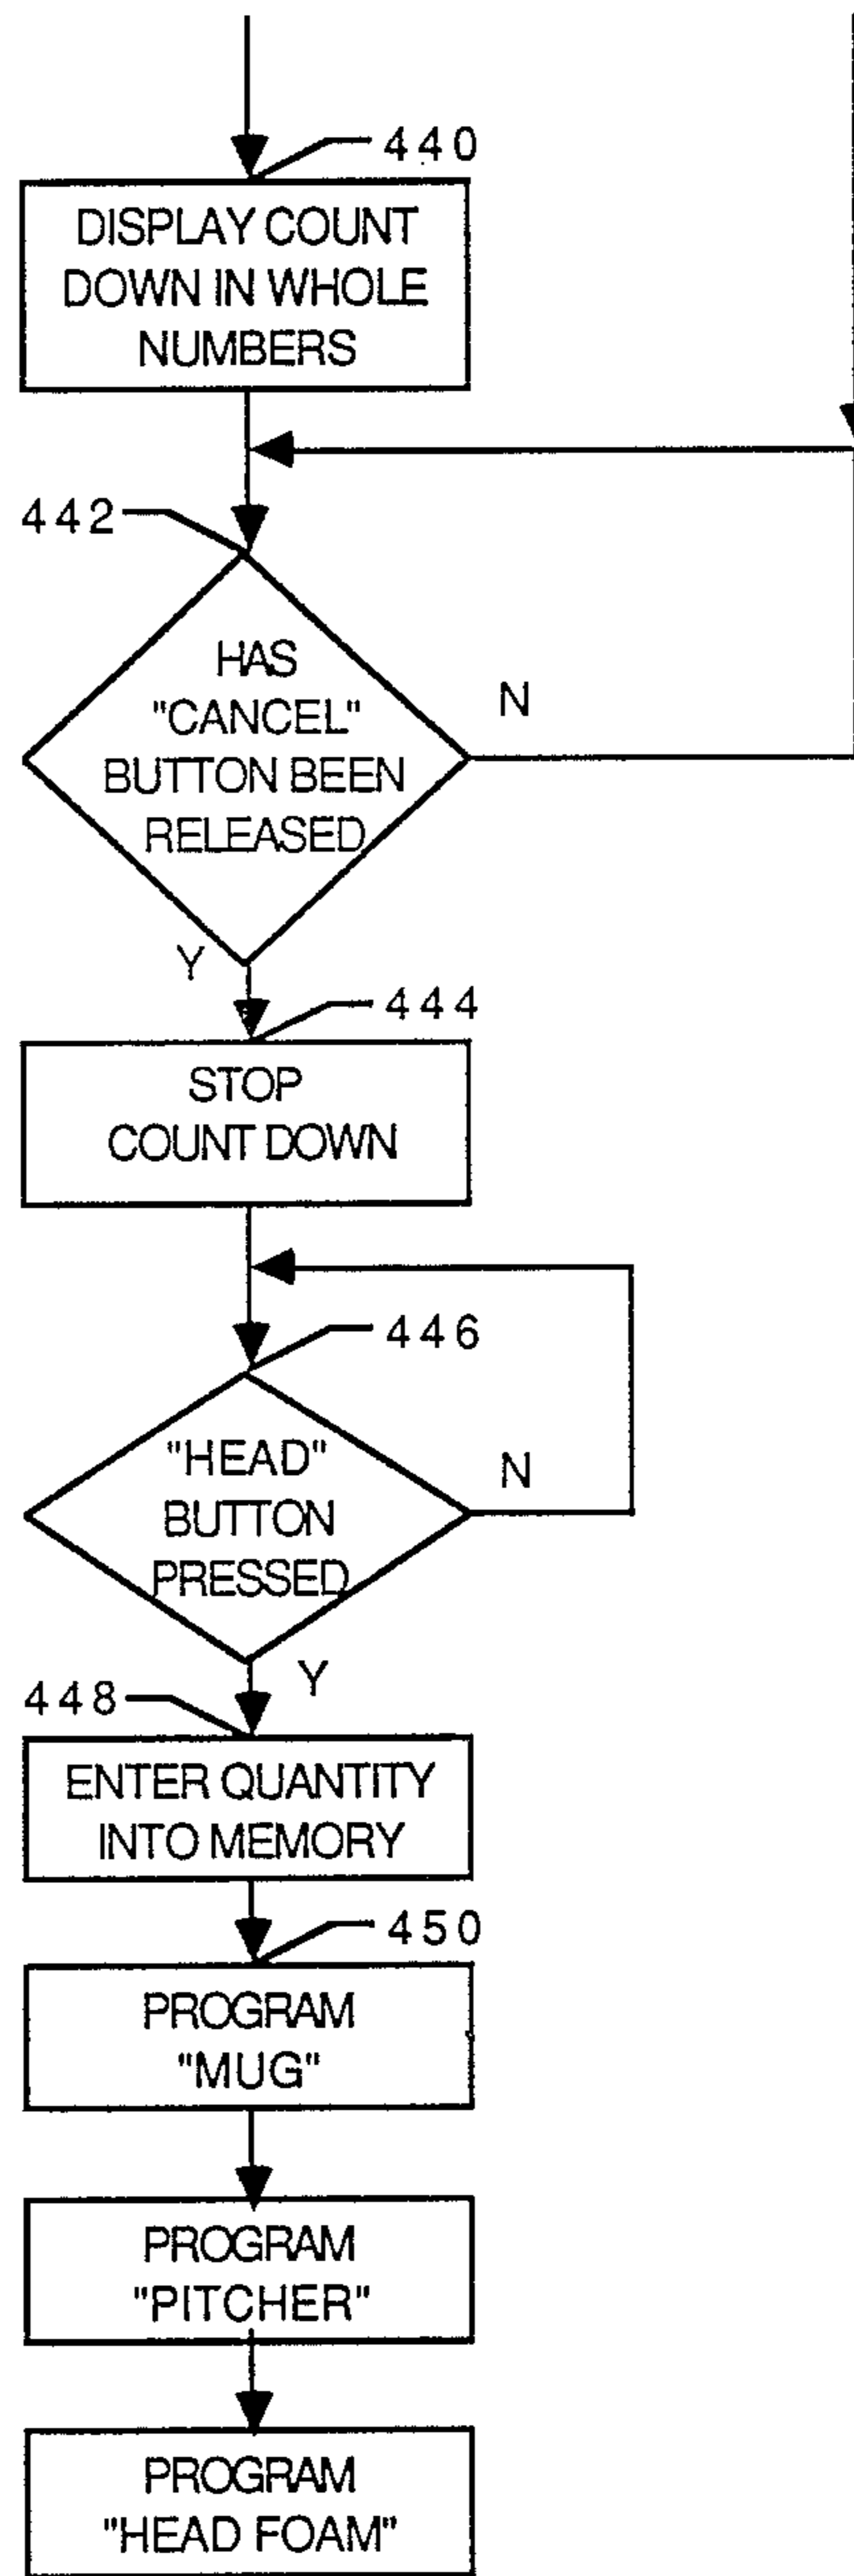 440
DISPLAY COUNT
DOWN IN WHOLE
NUMBERS
442
HAS
"CANCEL"
BUTTON BEEN
RELEASED
N
Y
444
STOP
COUNT DOWN
446
"HEAD"
BUTTON
PRESSED
N
Y
448
ENTER QUANTITY
INTO MEMORY
450
PROGRAM
"MUG"
PROGRAM
"PITCHER"
PROGRAM
"HEAD FOAM"